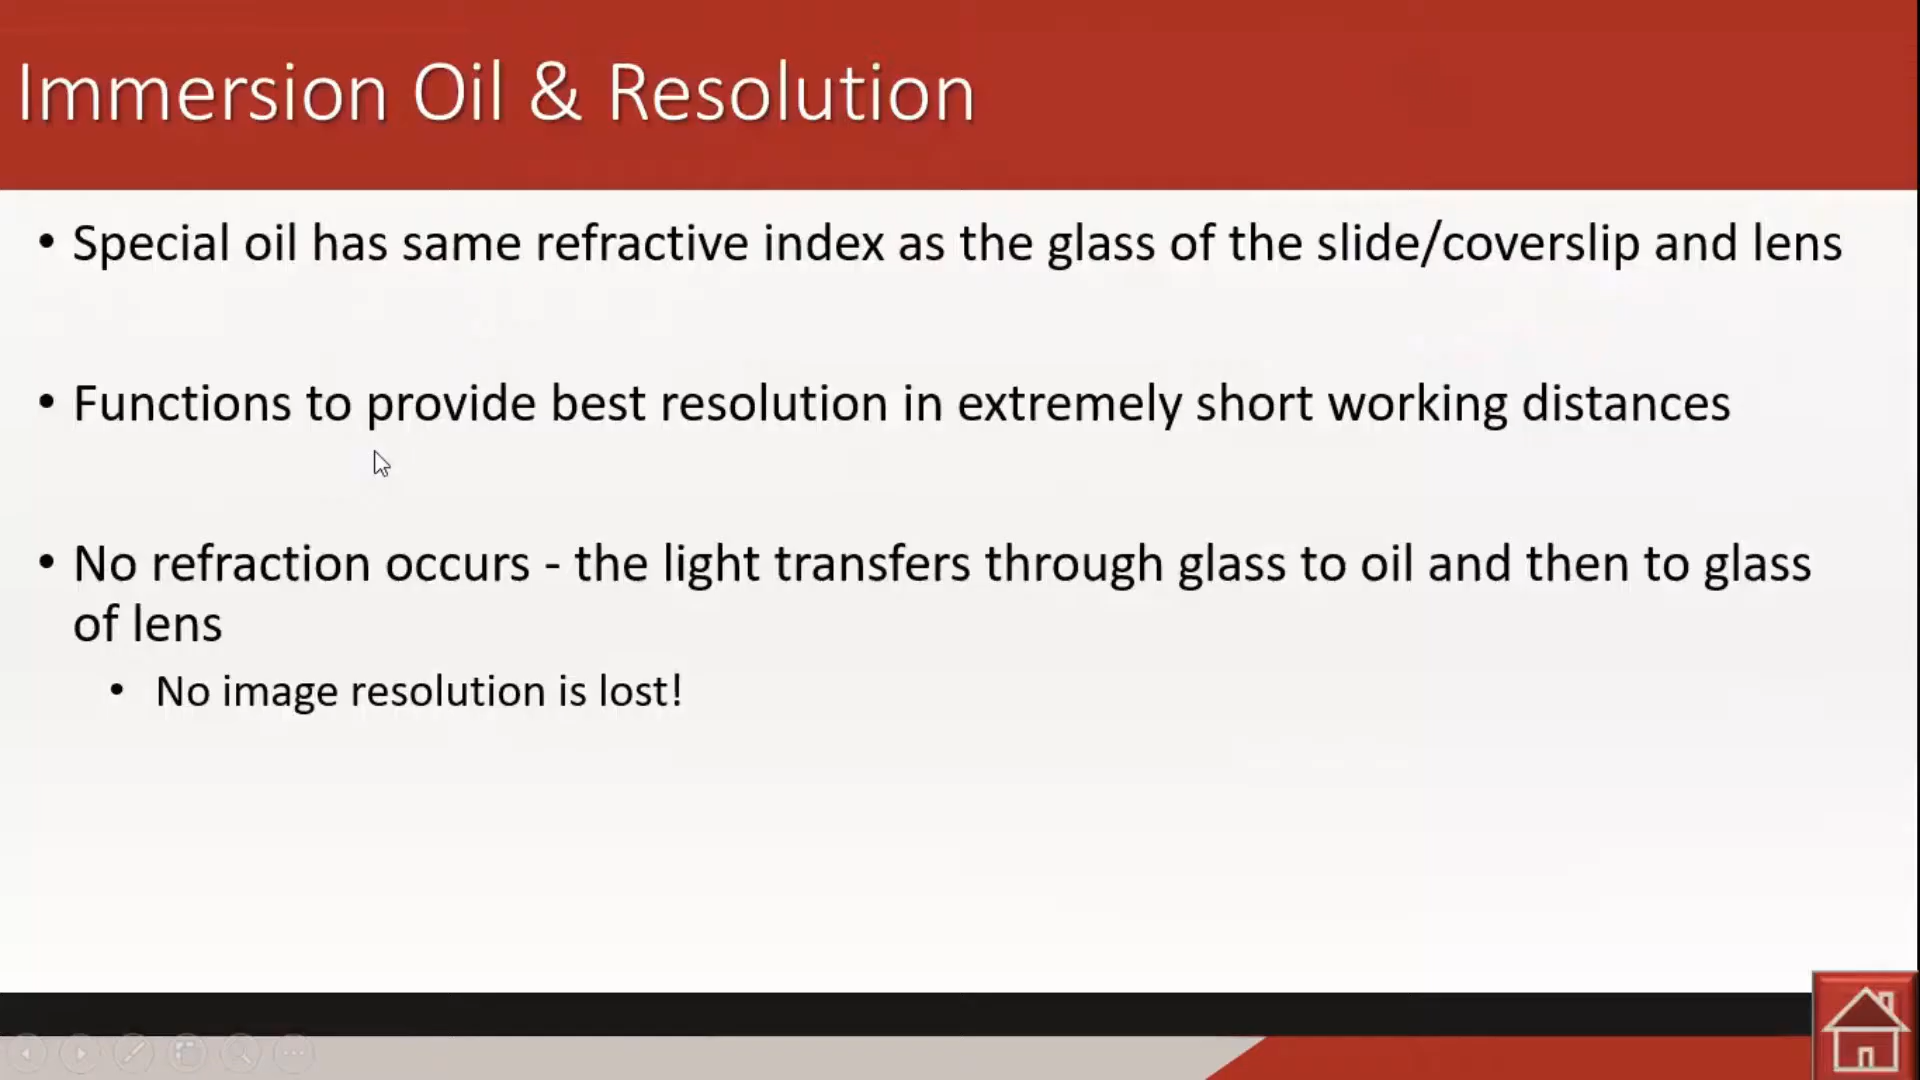 Immersion Oil & Resolution
• Special oil has same refractive index as the glass of the slide/coverslip and lens
• Functions to provide best resolution in extremely short working distances
• No refraction occurs - the light transfers through glass to oil and then to glass
of lens
• No image resolution is lost!